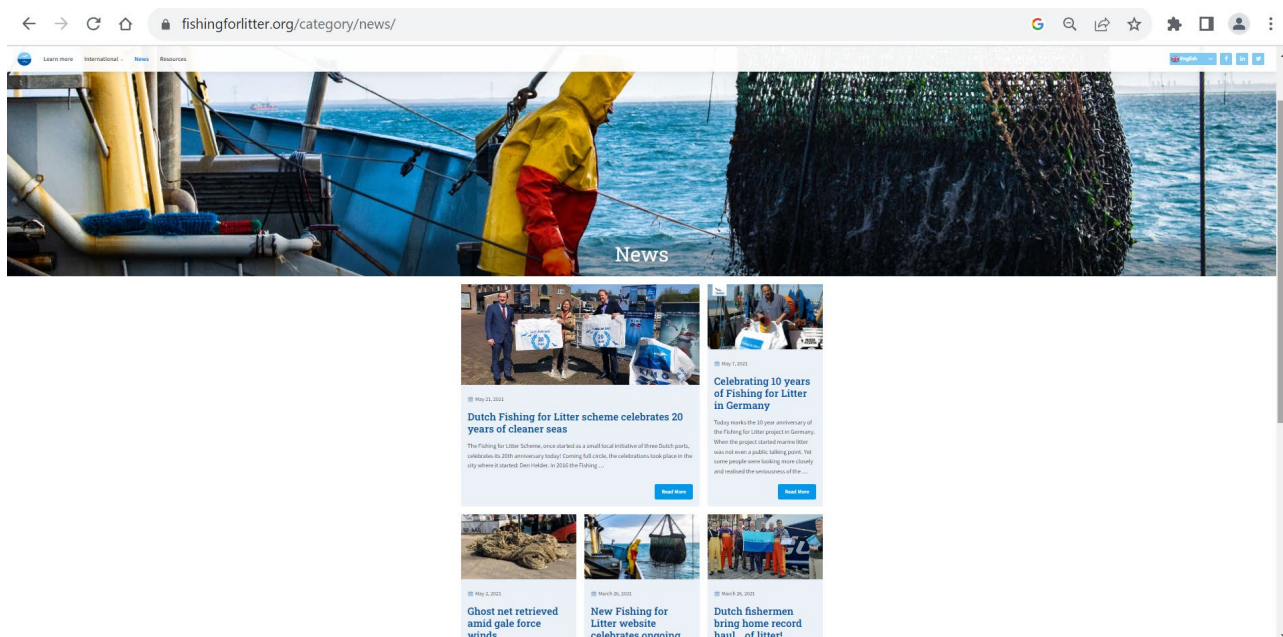 fishingforlitter.org/category/news/
Learn more International News Resources
English
News
May 21, 2021
Dutch Fishing for Litter scheme celebrates 20
years of cleaner seas
The Fishing for Litter Scheme, once started as a small local initiative of three Dutch ports,
celebrates its 20th anniversary today! Coming full circle, the celebrations took place in the
city where it started: Den Helder. In 2016 the Fishing ...
Read More
May 7, 2021
Celebrating 10 years
of Fishing for Litter
in Germany
Today marks the 10 year anniversary of
the Fishing for Litter project in Germany.
When the project started marine litter
was not even a public talking point. Yet
some people were looking more closely
and realised the seriousness of the ...
Read More
May 2, 2021
Ghost net retrieved
amid gale force
winds
March 26, 2021
New Fishing for
Litter website
celebrates ongoing
March 26, 2021
Dutch fishermen
bring home record
haul... of litter!